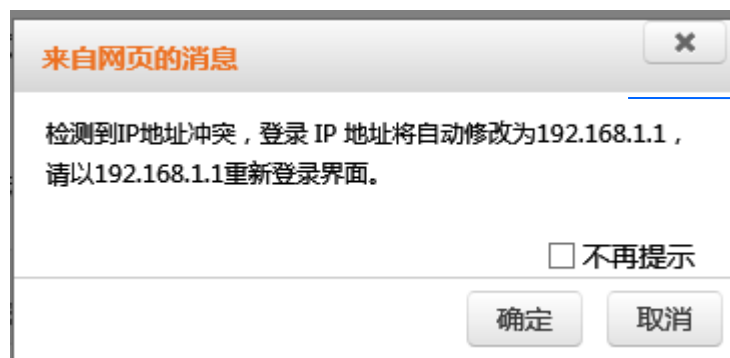 来自网页的消息
检测到IP地址冲突，登录 IP 地址将自动修改为192.168.1.1，
请以192.168.1.1重新登录界面。
不再提示
确定
取消